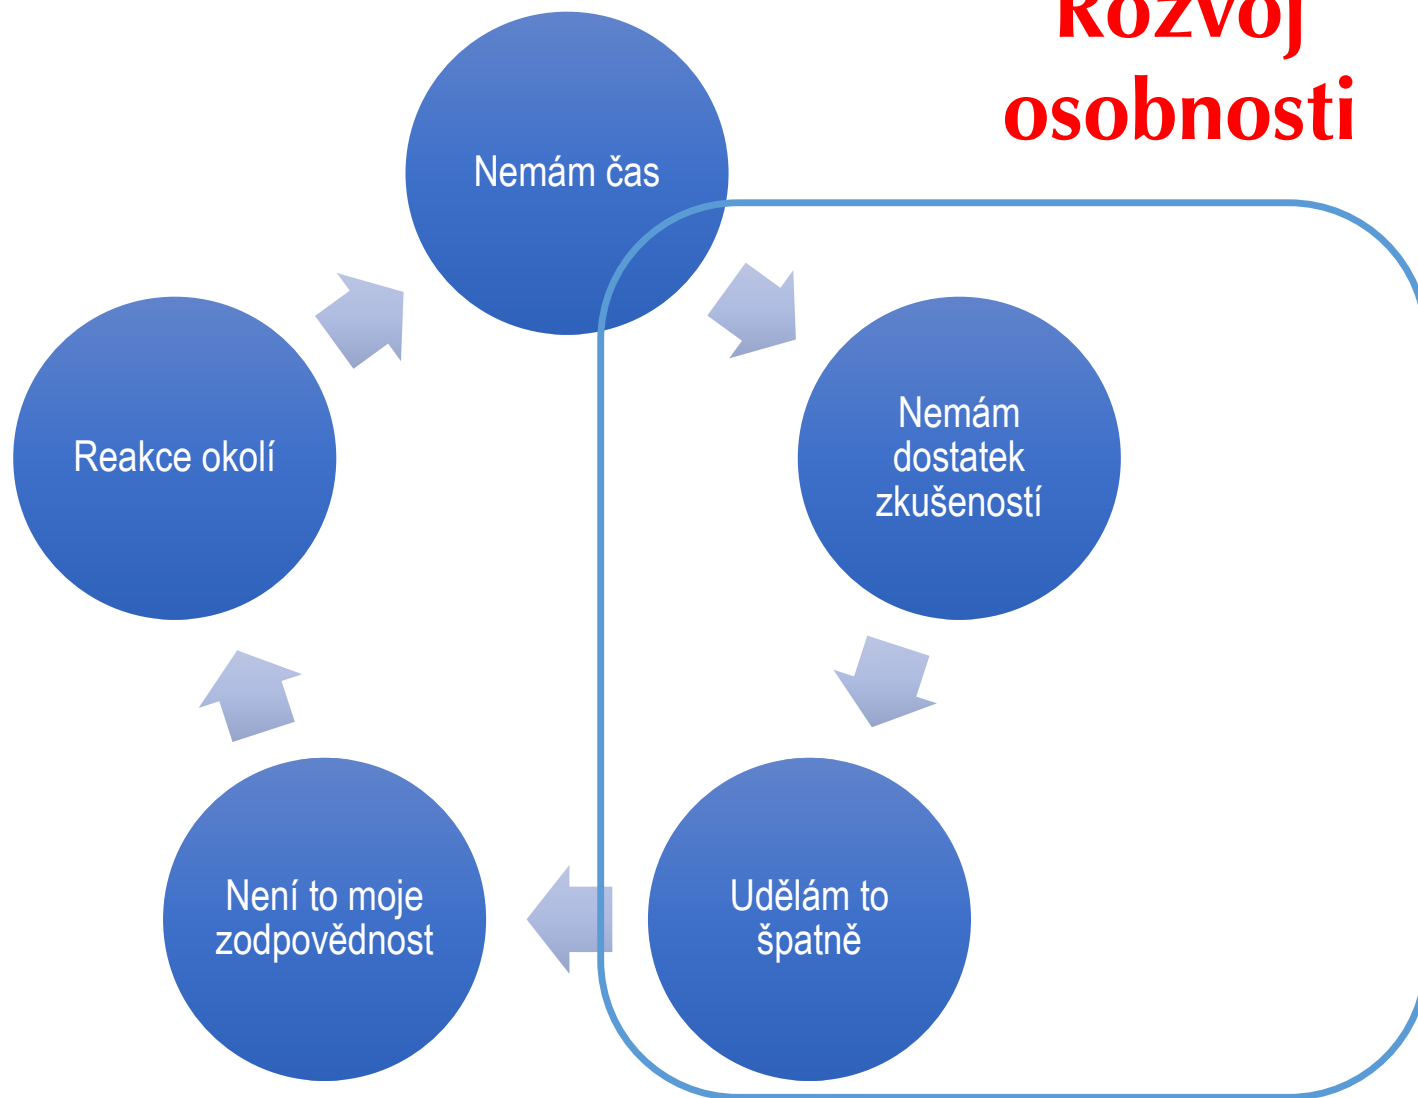 Rozvoj
osobnosti
Nemám čas
Nemám
dostatek
zkušeností
Udělám to
špatně
Není to moje
zodpovědnost
Reakce okolí